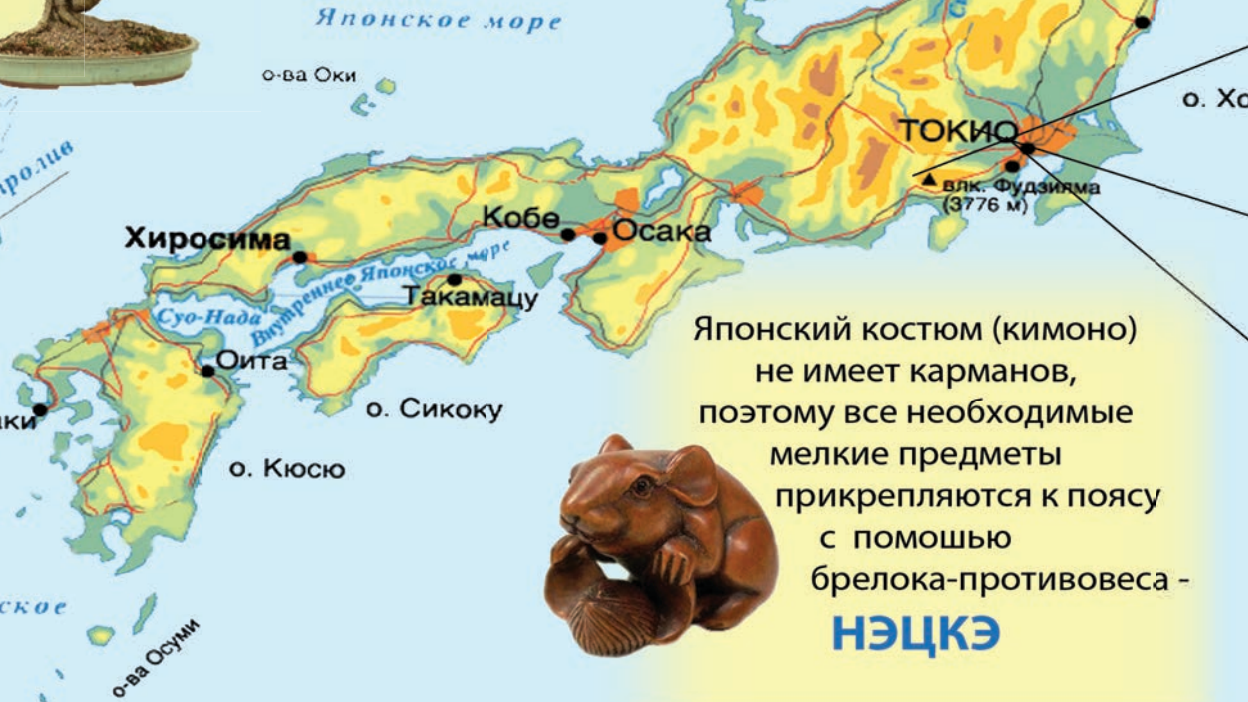 Японское море
о-ва Оки
о. Хо
ролив
ТОКИО
влк. Фудзияма
(3776 м)
Кобе
Осака
Хиросима
Внутреннее Японское море
Такамацу
Суо-Нада
Оита
о. Сикоку
ки
о. Кюсю
ское
о-ва Осуми
Японский костюм (кимоно)
не имеет карманов,
поэтому все необходимые
мелкие предметы
прикрепляются к поясу
с помошью
брелока-противовеса -
НЭЦКЭ